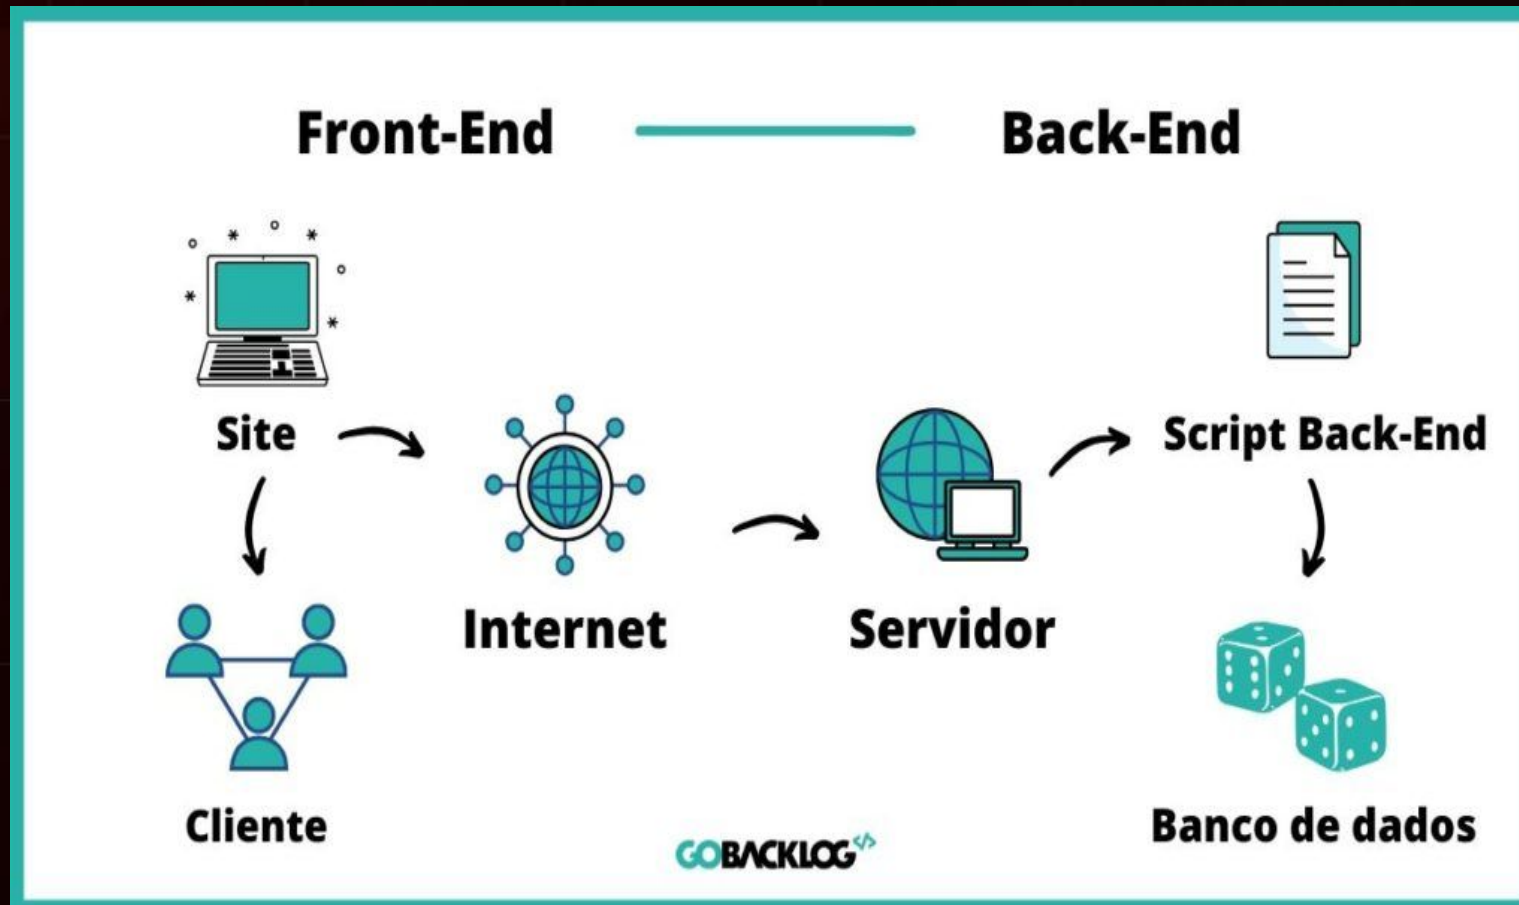 Front-End
Back-End
Site
Script Back-End
Internet
Servidor
Cliente
Banco de dados
GOBACKLOG</>